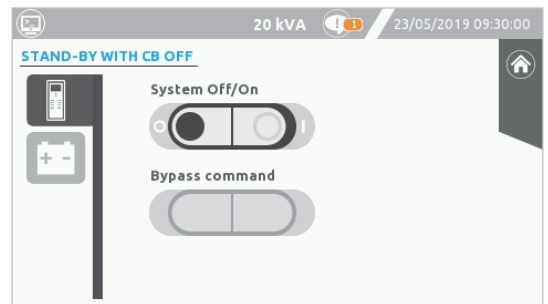 20 kVA 1 23/05/2019 09:30:00
STAND-BY WITH CB OFF
System Off/On
O I
Bypass command